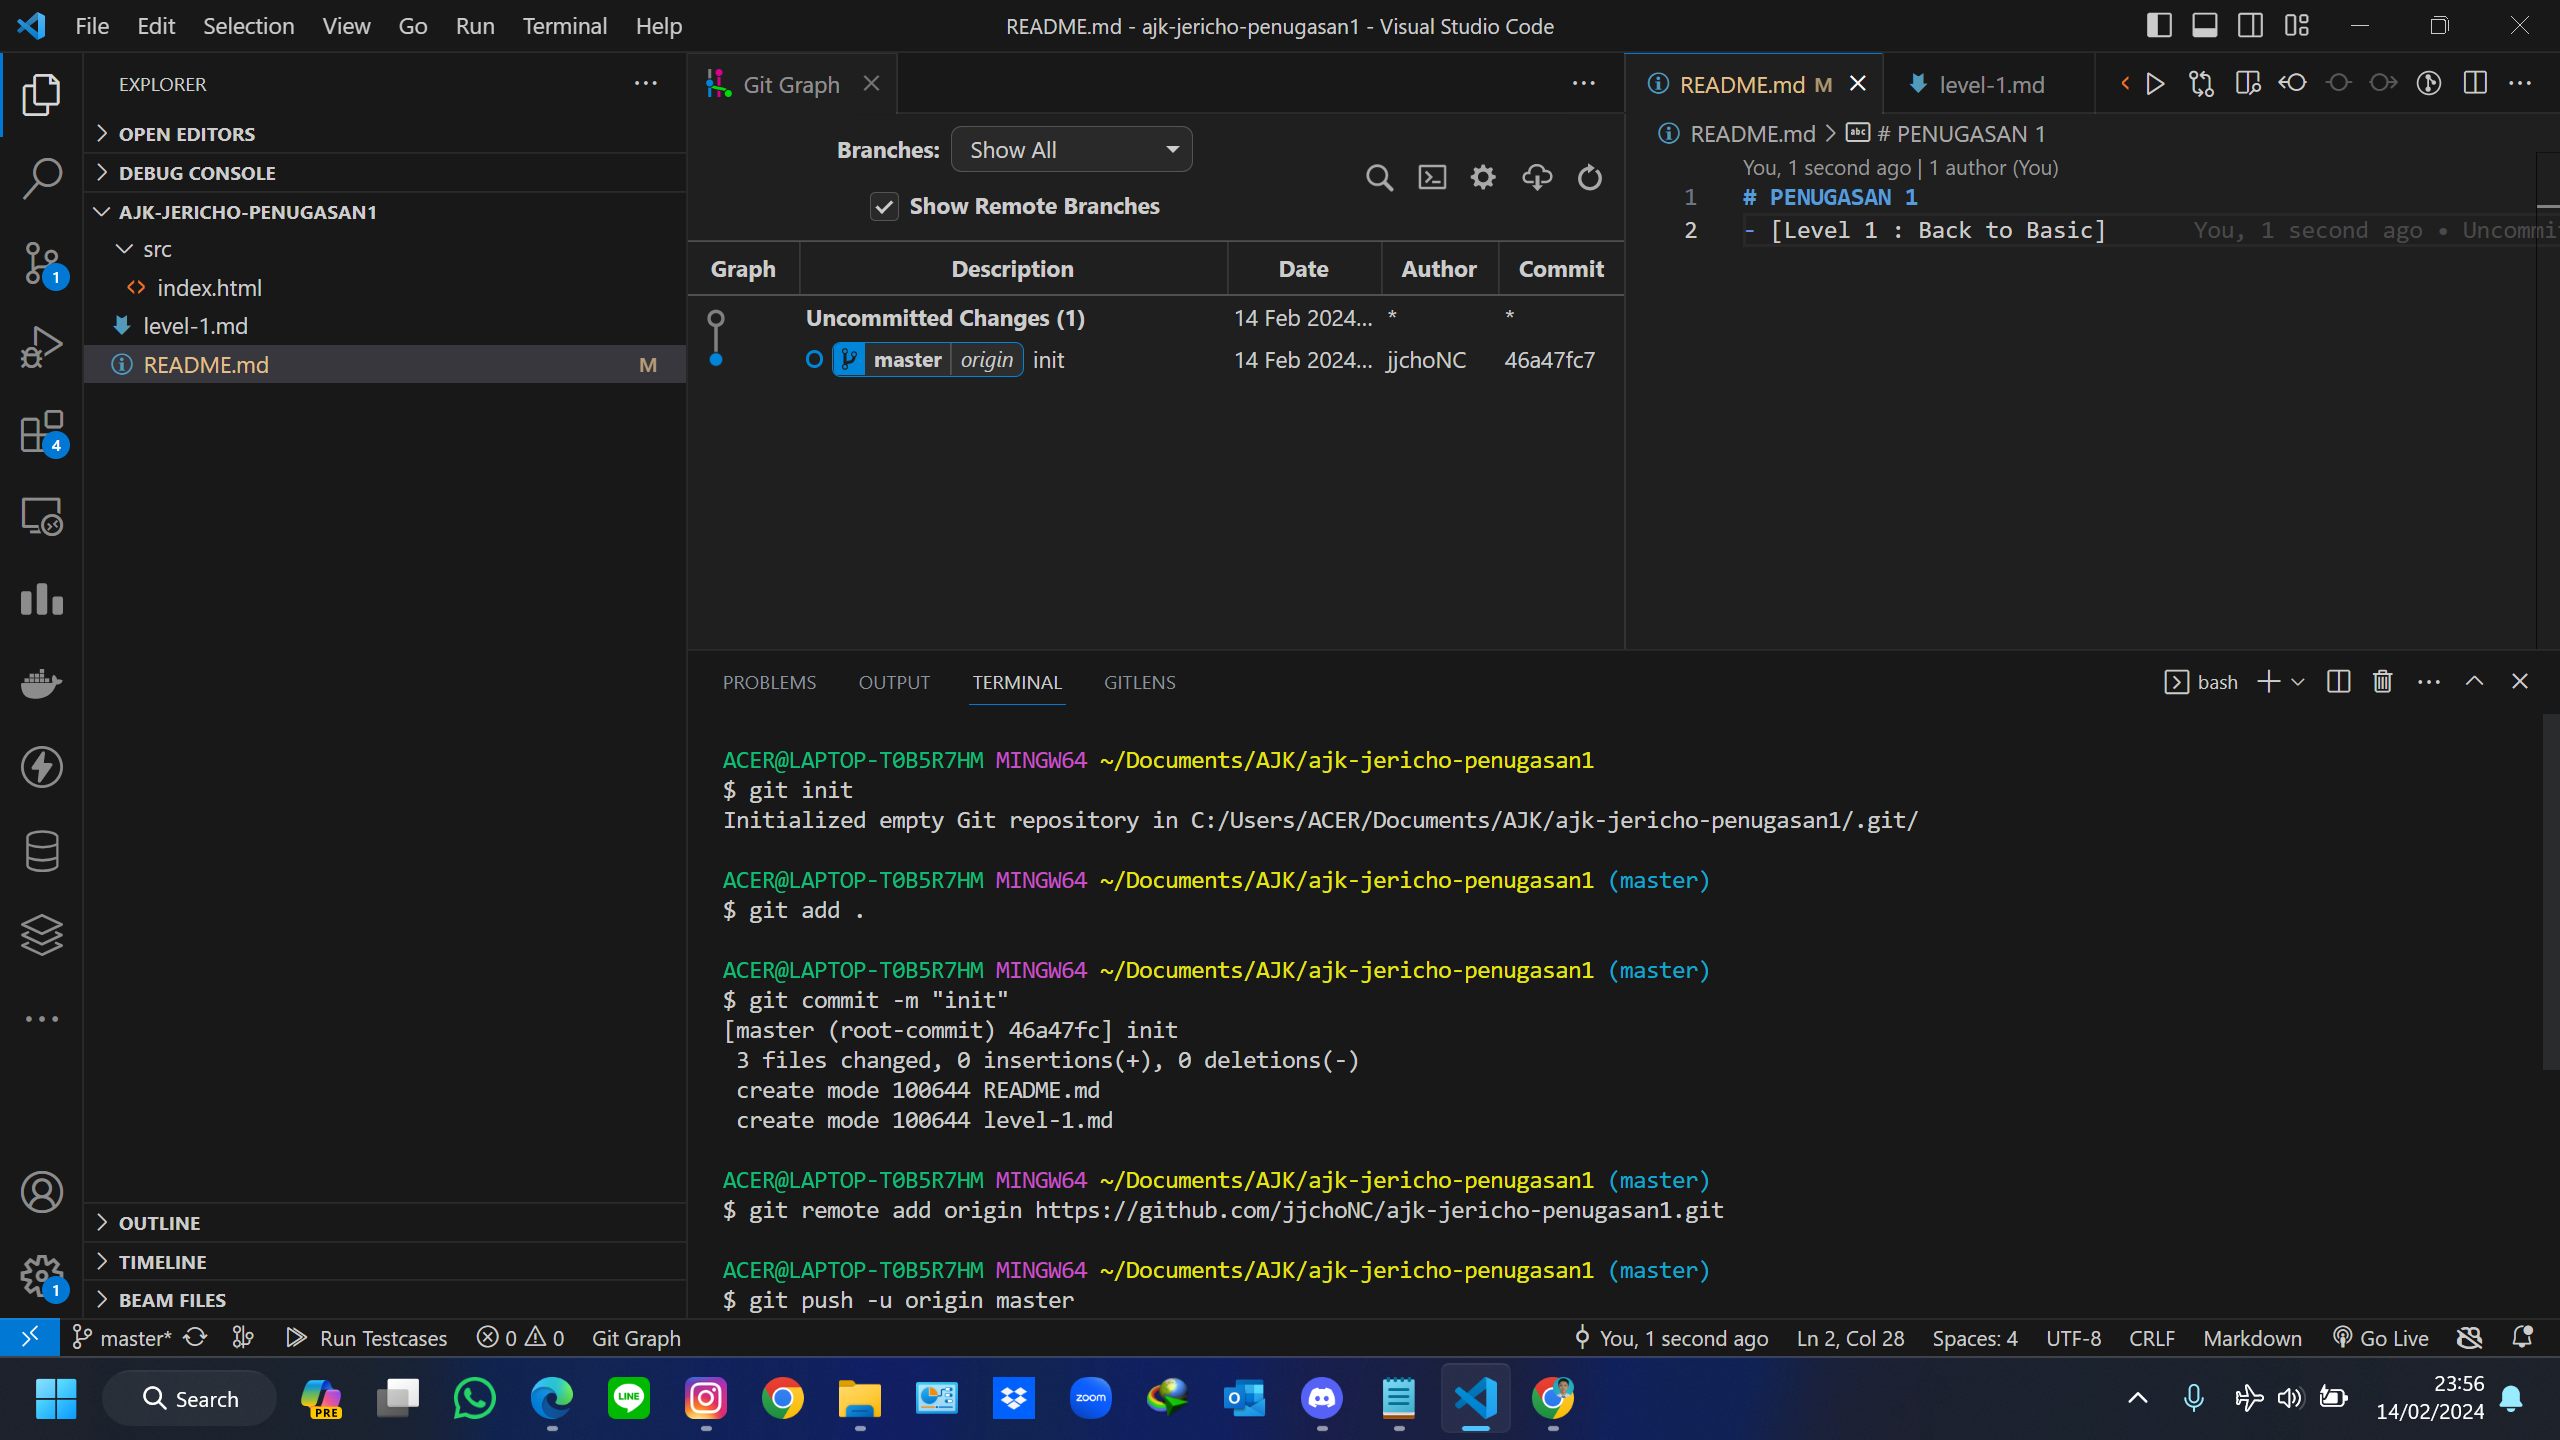 File Edit Selection View Go Run Terminal Help
README.md - ajk-jericho-penugasan1 - Visual Studio Code
EXPLORER
OPEN EDITORS
DEBUG CONSOLE
AJK-JERICHO-PENUGASAN1
src
index.html
level-1.md
README.md M
OUTLINE
TIMELINE
BEAM FILES
1
4
1
Git Graph
Branches: Show All
Show Remote Branches
Graph Description Date Author Commit
Uncommitted Changes (1) 14 Feb 2024... * *
master origin init 14 Feb 2024... jjchoNC 46a47fc7
README.md M level-1.md
README.md > # PENUGASAN 1
You, 1 second ago | 1 author (You)
1 # PENUGASAN 1
2 - [Level 1 : Back to Basic] You, 1 second ago • Uncommi
PROBLEMS OUTPUT TERMINAL GITLENS
bash
ACER@LAPTOP-T0B5R7HM MINGW64 ~/Documents/AJK/ajk-jericho-penugasan1
$ git init
Initialized empty Git repository in C:/Users/ACER/Documents/AJK/ajk-jericho-penugasan1/.git/
ACER@LAPTOP-T0B5R7HM MINGW64 ~/Documents/AJK/ajk-jericho-penugasan1 (master)
$ git add .
ACER@LAPTOP-T0B5R7HM MINGW64 ~/Documents/AJK/ajk-jericho-penugasan1 (master)
$ git commit -m "init"
[master (root-commit) 46a47fc] init
3 files changed, 0 insertions(+), 0 deletions(-)
create mode 100644 README.md
create mode 100644 level-1.md
ACER@LAPTOP-T0B5R7HM MINGW64 ~/Documents/AJK/ajk-jericho-penugasan1 (master)
$ git remote add origin https://github.com/jjchoNC/ajk-jericho-penugasan1.git
ACER@LAPTOP-T0B5R7HM MINGW64 ~/Documents/AJK/ajk-jericho-penugasan1 (master)
$ git push -u origin master
master* Run Testcases 0 0 Git Graph You, 1 second ago Ln 2, Col 28 Spaces: 4 UTF-8 CRLF Markdown Go Live
Search PRE LINE zoom
23:56
14/02/2024